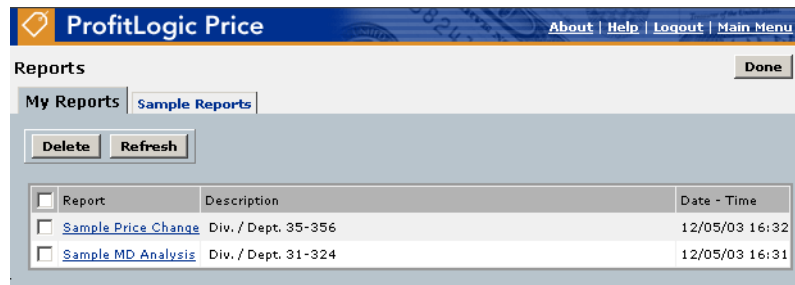 ProfitLogic Price
About | Help | Logout | Main Menu
Reports
Done
My Reports
Sample Reports
Delete
Refresh
Report Description Date - Time
Sample Price Change Div. / Dept. 35-356 12/05/03 16:32
Sample MD Analysis Div. / Dept. 31-324 12/05/03 16:31